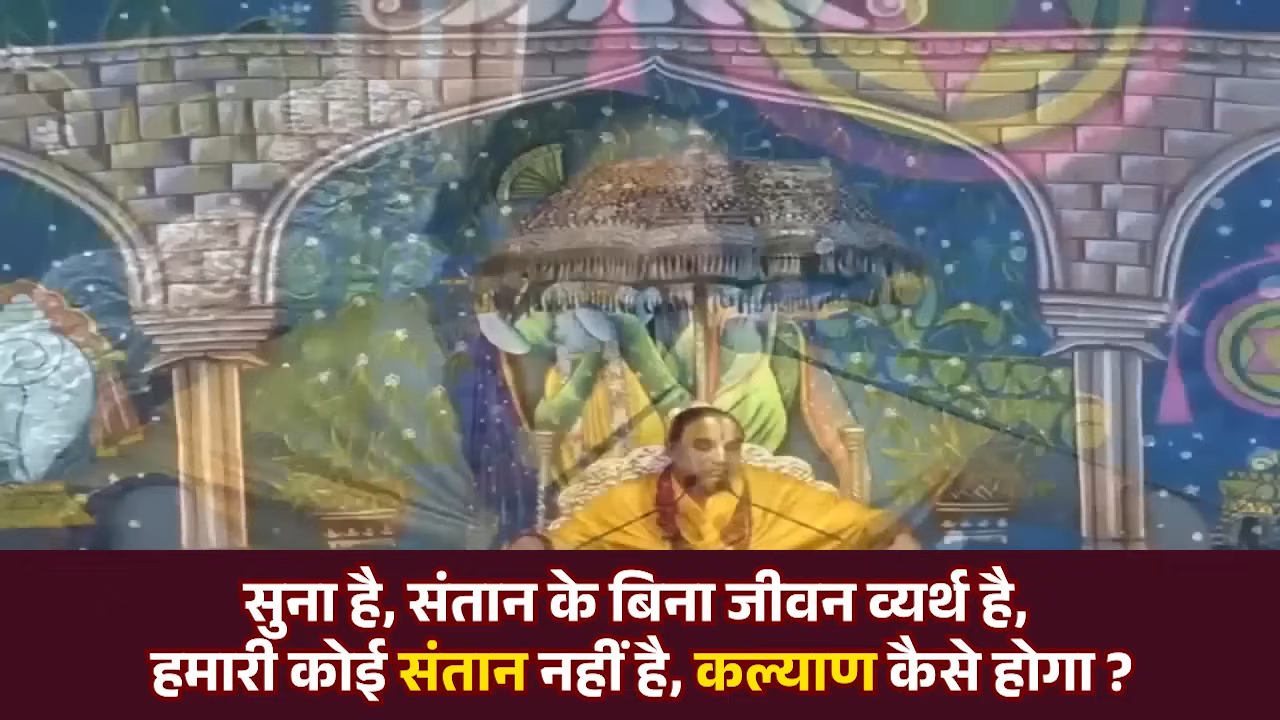 सुना है, संतान के बिना जीवन व्यर्थ है,
हमारी कोई संतान नहीं है, कल्याण कैसे होगा ?